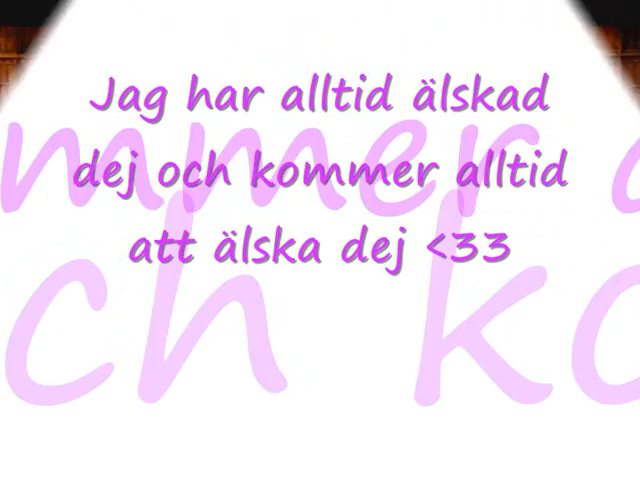 Jag har alltid älskad
dej och kommer alltid
att älska dej <33